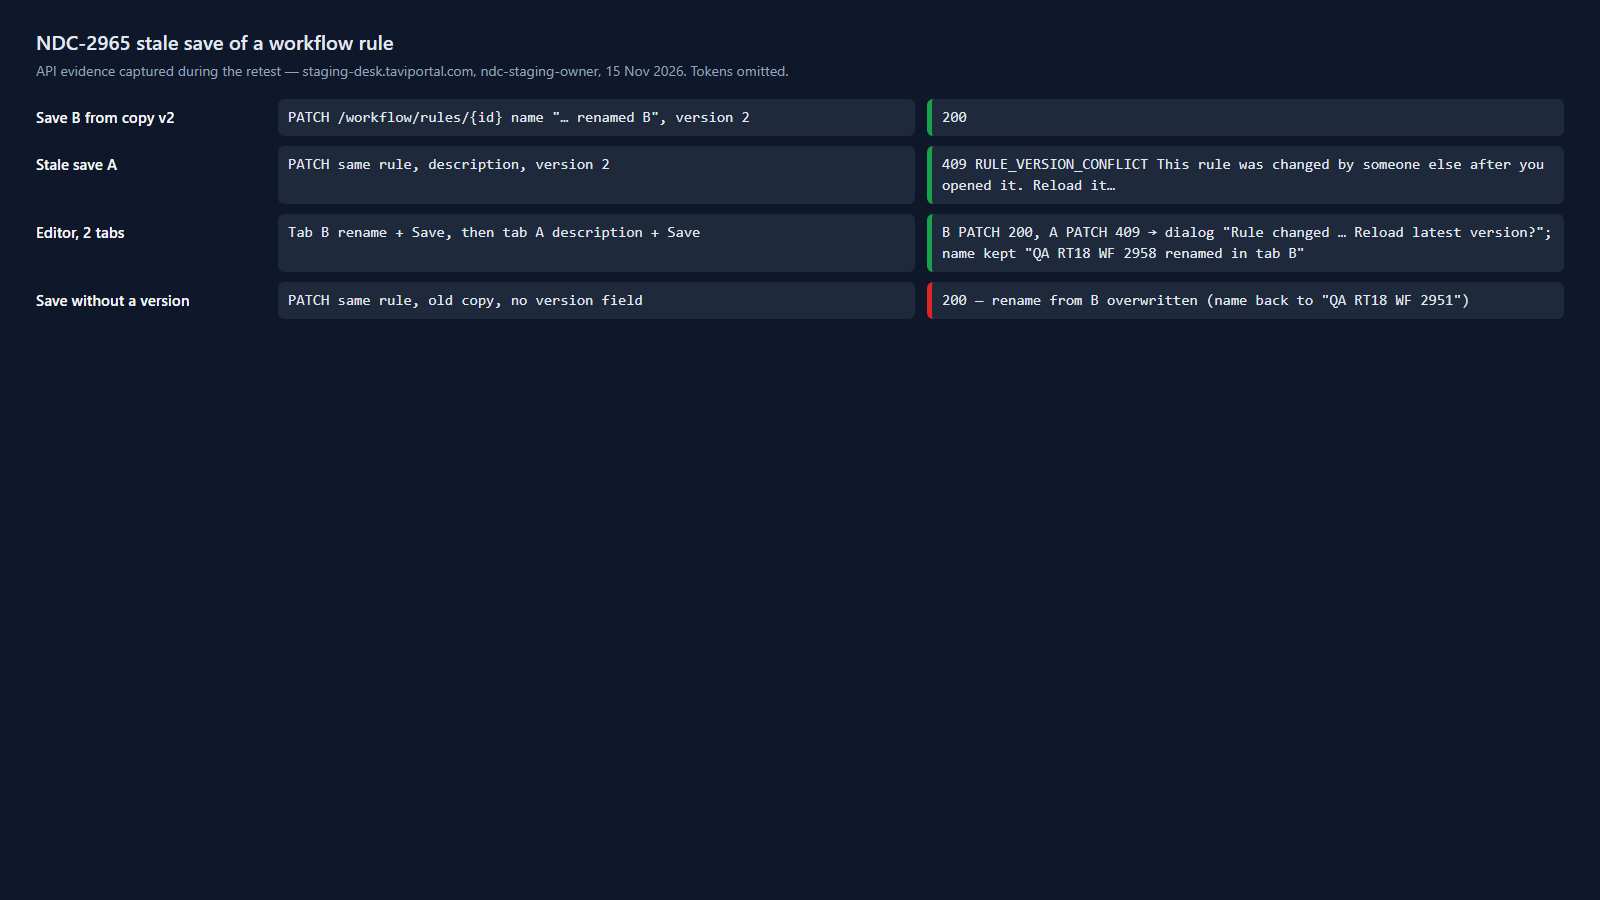 NDC-2965 stale save of a workflow rule
API evidence captured during the retest — staging-desk.taviportal.com, ndc-staging-owner, 15 Nov 2026. Tokens omitted.
Save B from copy v2
PATCH /workflow/rules/{id} name "… renamed B", version 2
200
Stale save A
PATCH same rule, description, version 2
409 RULE_VERSION_CONFLICT This rule was changed by someone else after you
opened it. Reload it…
Editor, 2 tabs
Tab B rename + Save, then tab A description + Save
B PATCH 200, A PATCH 409 → dialog "Rule changed … Reload latest version?";
name kept "QA RT18 WF 2958 renamed in tab B"
Save without a version
PATCH same rule, old copy, no version field
200 — rename from B overwritten (name back to "QA RT18 WF 2951")